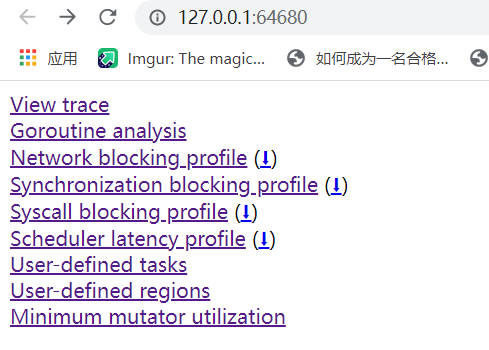 127.0.0.1:64680
应用 Imgur: The magic... 如何成为一名合格...
View trace
Goroutine analysis
Network blocking profile (⬇)
Synchronization blocking profile (⬇)
Syscall blocking profile (⬇)
Scheduler latency profile (⬇)
User-defined tasks
User-defined regions
Minimum mutator utilization